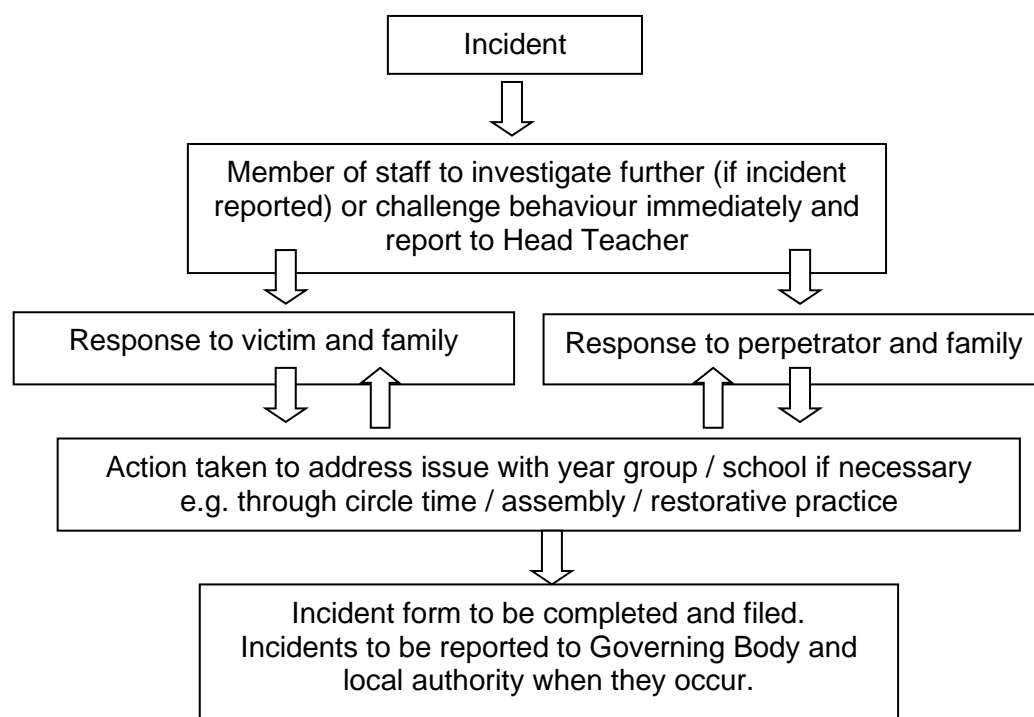 Incident
Member of staff to investigate further (if incident
reported) or challenge behaviour immediately and
report to Head Teacher
Response to victim and family
Response to perpetrator and family
Action taken to address issue with year group / school if necessary
e.g. through circle time / assembly / restorative practice
Incident form to be completed and filed.
Incidents to be reported to Governing Body and
local authority when they occur.